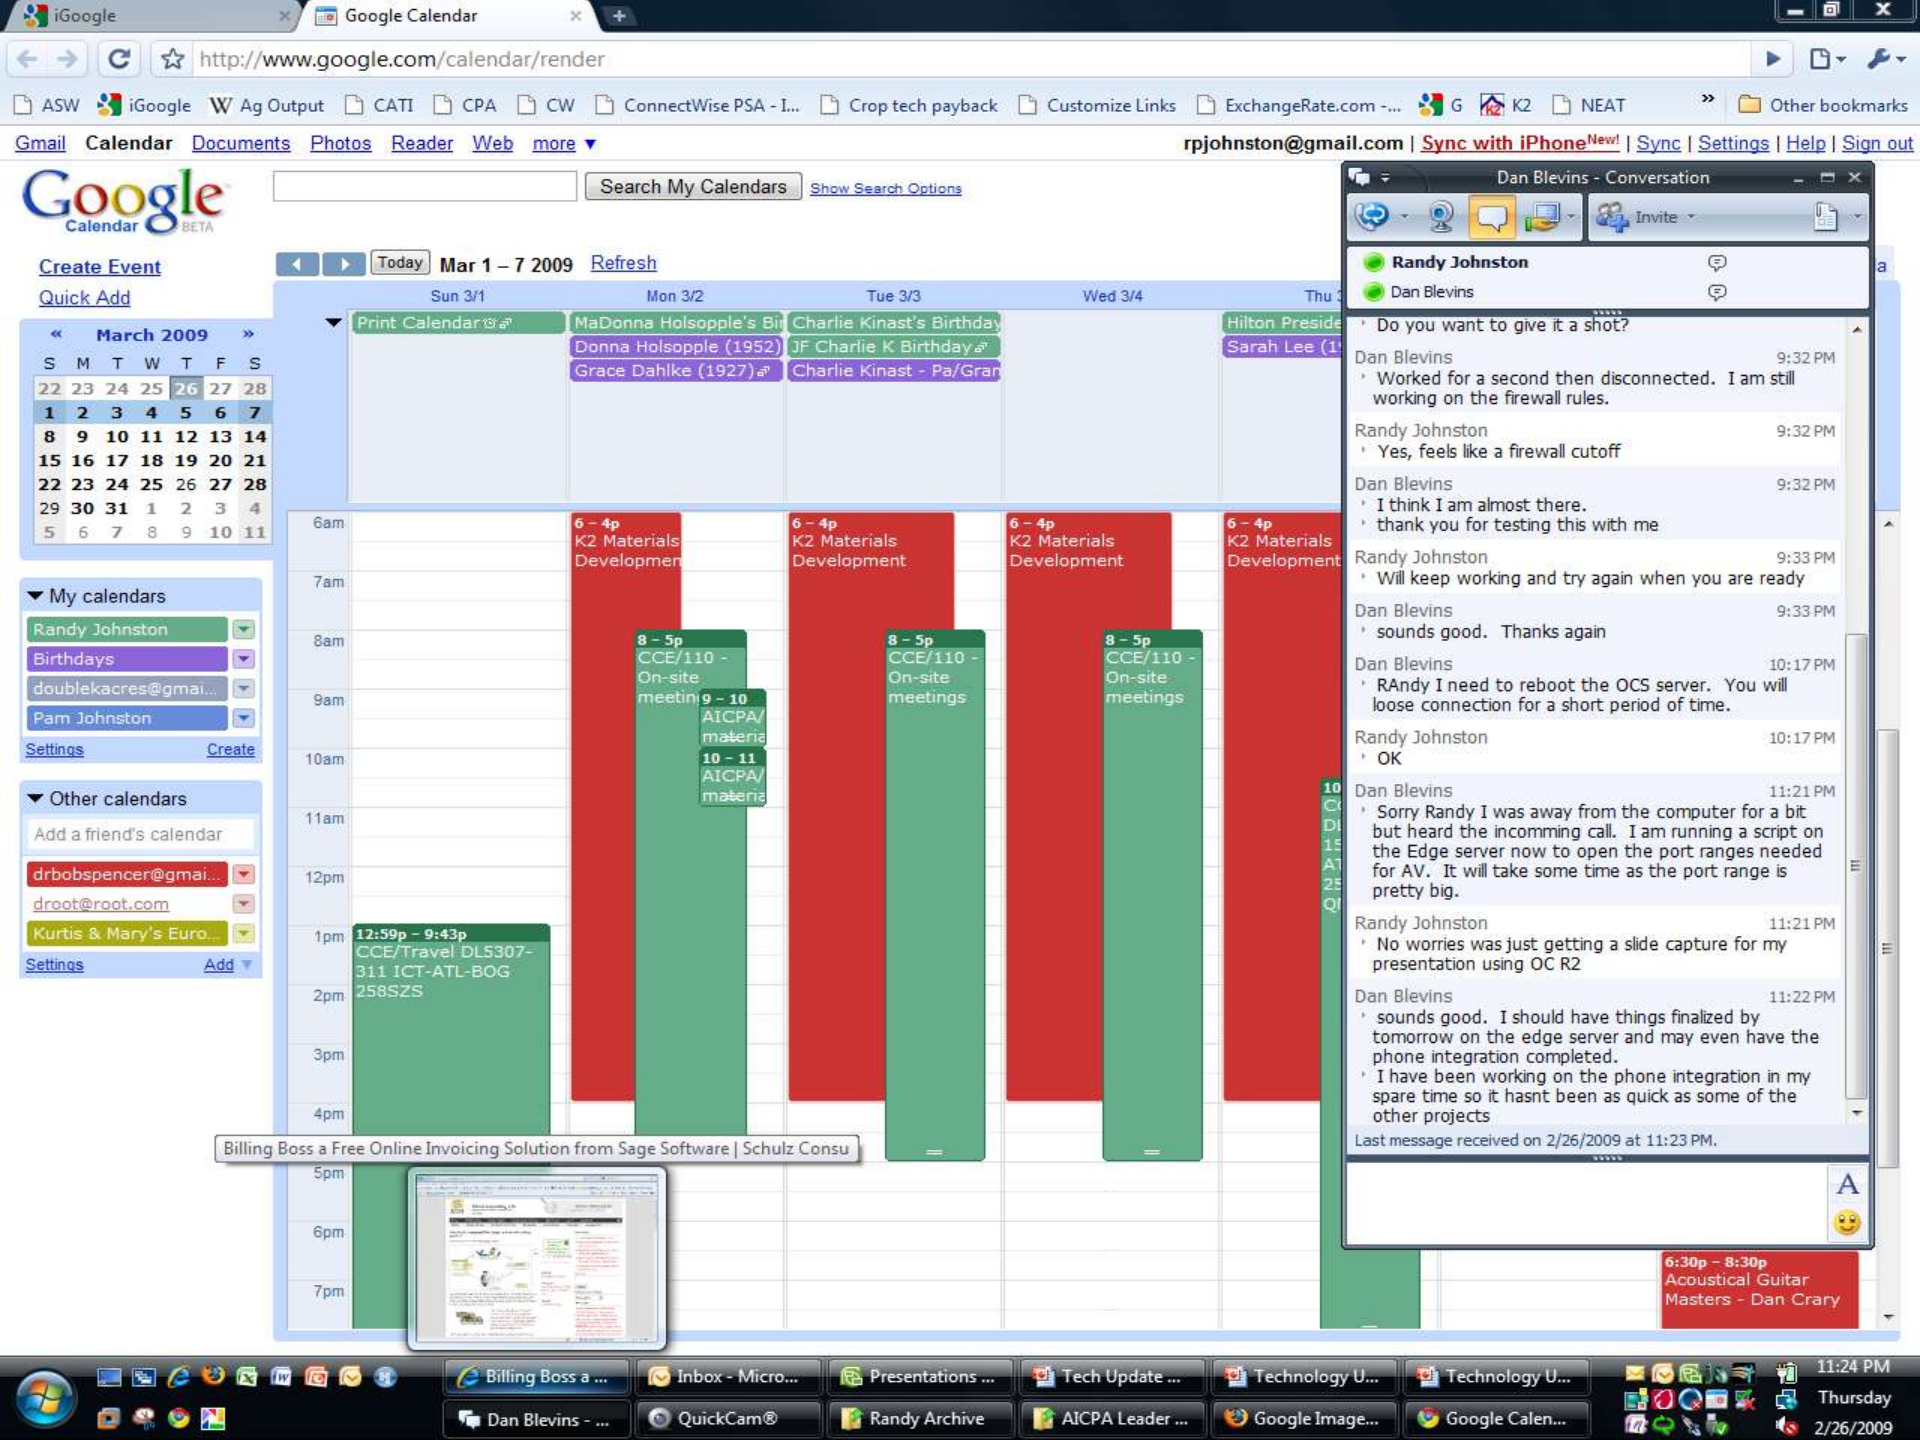 iGoogle
Google Calendar
http://www.google.com/calendar/render
ASW iGoogle W Ag Output CATI CPA CW ConnectWise PSA - I... Crop tech payback Customize Links ExchangeRate.com -... G K2 NEAT » Other bookmarks
Gmail Calendar Documents Photos Reader Web more ▼
rpjohnston@gmail.com | Sync with iPhone New! | Sync | Settings | Help | Sign out
Google
Calendar BETA
Search My Calendars Show Search Options
Create Event
Quick Add
Today Mar 1 – 7 2009 Refresh
« March 2009 »
S M T W T F S
22 23 24 25 26 27 28
1 2 3 4 5 6 7
8 9 10 11 12 13 14
15 16 17 18 19 20 21
22 23 24 25 26 27 28
29 30 31 1 2 3 4
5 6 7 8 9 10 11
My calendars
Randy Johnston
Birthdays
doublekacres@gmai...
Pam Johnston
Settings Create
Other calendars
Add a friend's calendar
drbobspencer@gmai...
droot@root.com
Kurtis & Mary's Euro...
Settings Add
Sun 3/1 Mon 3/2 Tue 3/3 Wed 3/4 Thu
Print Calendar
MaDonna Holsopple's Bir
Donna Holsopple (1952)
Grace Dahlke (1927)
Charlie Kinast's Birthday
JF Charlie K Birthday
Charlie Kinast - Pa/Gran
Hilton Preside
Sarah Lee (1
6am
7am
8am
9am
10am
11am
12pm
1pm
2pm
3pm
4pm
5pm
6pm
7pm
12:59p – 9:43p
CCE/Travel DL5307-
311 ICT-ATL-BOG
258SZS
6 – 4p
K2 Materials
Developmen
8 – 5p
CCE/110 -
On-site
meetin
9 – 10
AICPA/
materia
10 – 11
AICPA/
materia
6 – 4p
K2 Materials
Development
8 – 5p
CCE/110 -
On-site
meetings
6 – 4p
K2 Materials
Development
8 – 5p
CCE/110 -
On-site
meetings
6 – 4p
K2 Materials
Development
10
DL
15
AT
25
6:30p – 8:30p
Acoustical Guitar
Masters - Dan Crary
Dan Blevins - Conversation
Invite
Randy Johnston
Dan Blevins
Do you want to give it a shot?
Dan Blevins 9:32 PM
Worked for a second then disconnected. I am still
working on the firewall rules.
Randy Johnston 9:32 PM
Yes, feels like a firewall cutoff
Dan Blevins 9:32 PM
I think I am almost there.
thank you for testing this with me
Randy Johnston 9:33 PM
Will keep working and try again when you are ready
Dan Blevins 9:33 PM
sounds good. Thanks again
Dan Blevins 10:17 PM
RAndy I need to reboot the OCS server. You will
loose connection for a short period of time.
Randy Johnston 10:17 PM
OK
Dan Blevins 11:21 PM
Sorry Randy I was away from the computer for a bit
but heard the incomming call. I am running a script on
the Edge server now to open the port ranges needed
for AV. It will take some time as the port range is
pretty big.
Randy Johnston 11:21 PM
No worries was just getting a slide capture for my
presentation using OC R2
Dan Blevins 11:22 PM
sounds good. I should have things finalized by
tomorrow on the edge server and may even have the
phone integration completed.
I have been working on the phone integration in my
spare time so it hasnt been as quick as some of the
other projects
Last message received on 2/26/2009 at 11:23 PM.
A
Billing Boss a Free Online Invoicing Solution from Sage Software | Schulz Consu
Billing Boss a ... Inbox - Micro... Presentations ... Tech Update ... Technology U... Technology U... 11:24 PM
Thursday
Dan Blevins - ... QuickCam® Randy Archive AICPA Leader ... Google Image... Google Calen... 2/26/2009